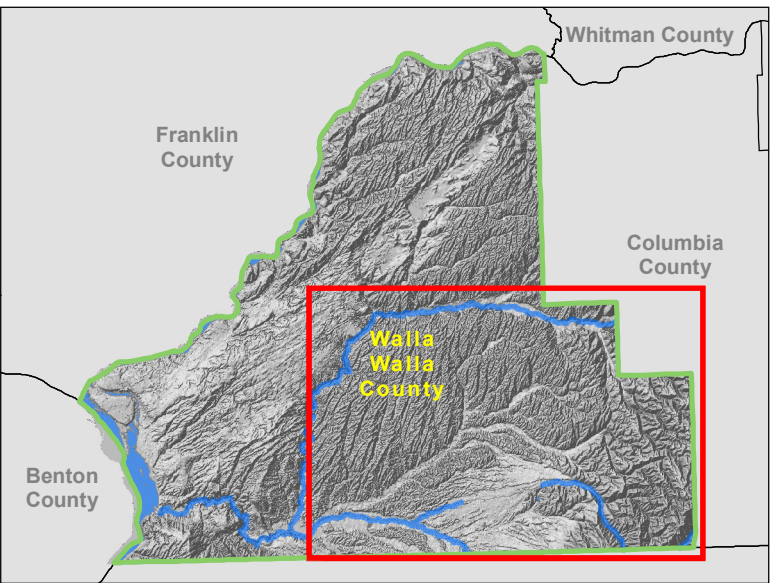 Whitman County
Franklin
County
Columbia
County
Walla
Walla
County
Benton
County